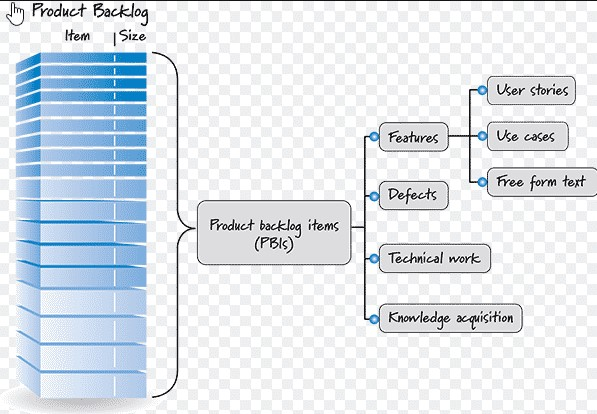 Product Backlog
Item | Size
Product backlog items
(PBIs)
Features
User stories
Use cases
Free form text
Defects
Technical work
Knowledge acquisition